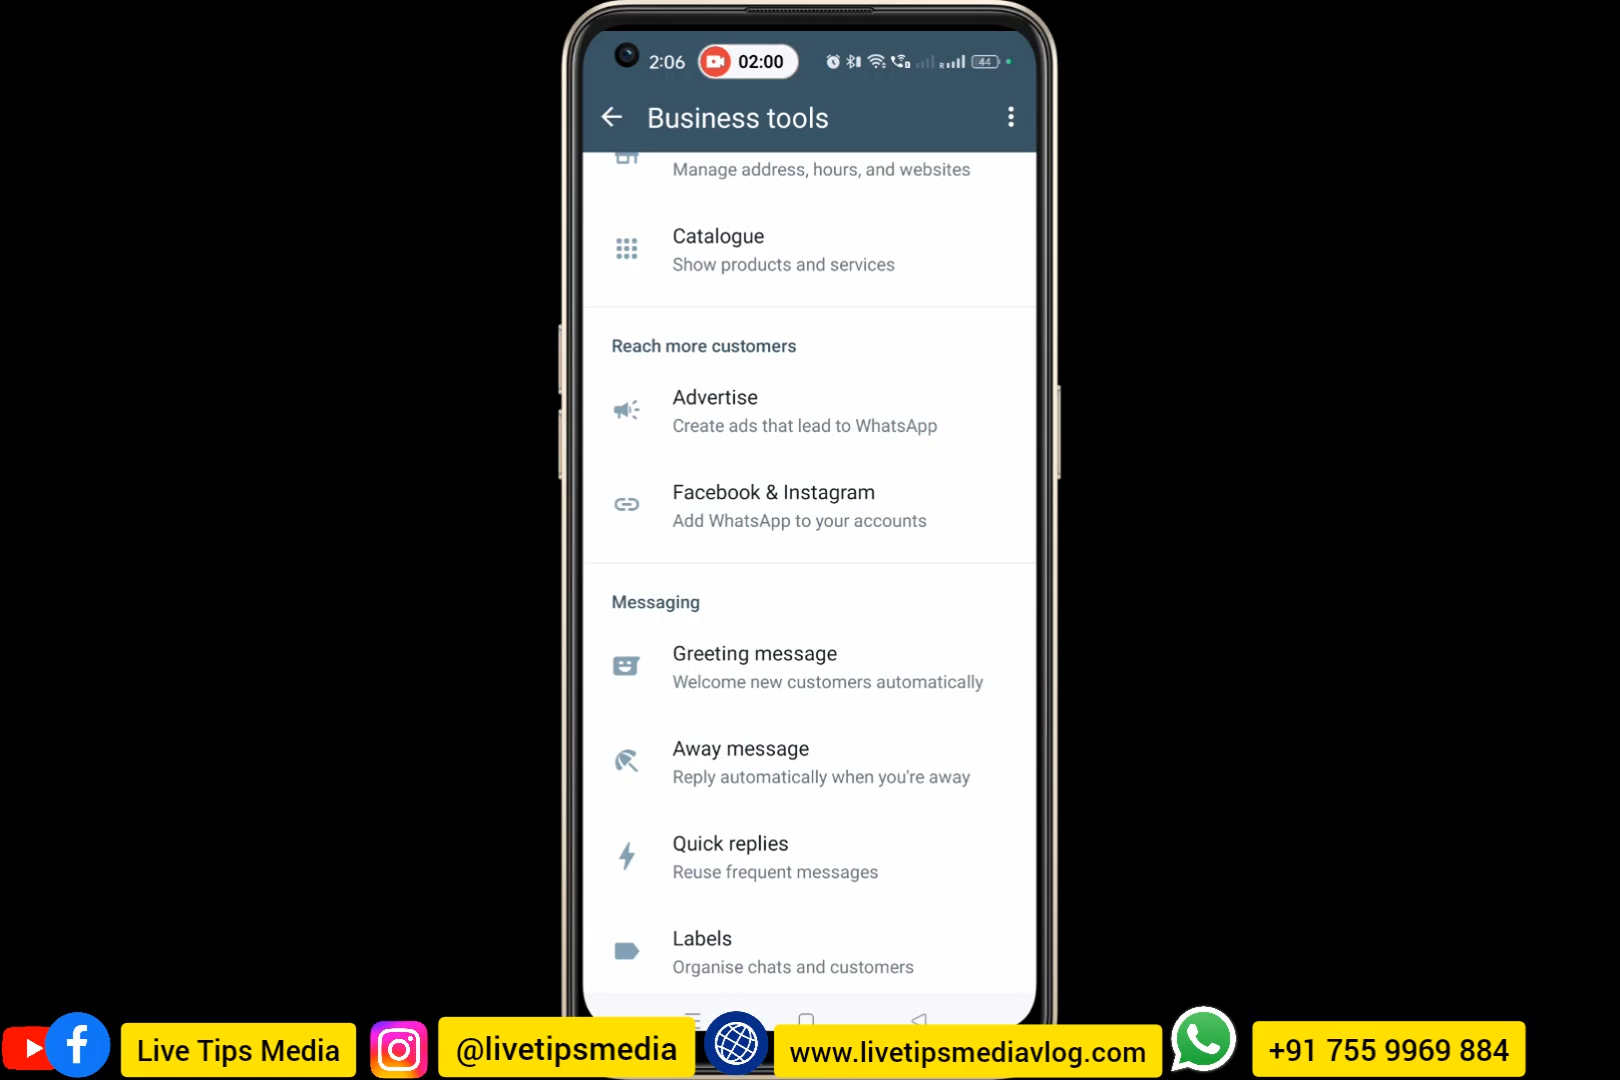 2:06 02:00 44
Business tools
Manage address, hours, and websites
Catalogue
Show products and services
Reach more customers
Advertise
Create ads that lead to WhatsApp
Facebook & Instagram
Add WhatsApp to your accounts
Messaging
Greeting message
Welcome new customers automatically
Away message
Reply automatically when you're away
Quick replies
Reuse frequent messages
Labels
Organise chats and customers
Live Tips Media @livetipsmedia www.livetipsmediavlog.com +91 755 9969 884